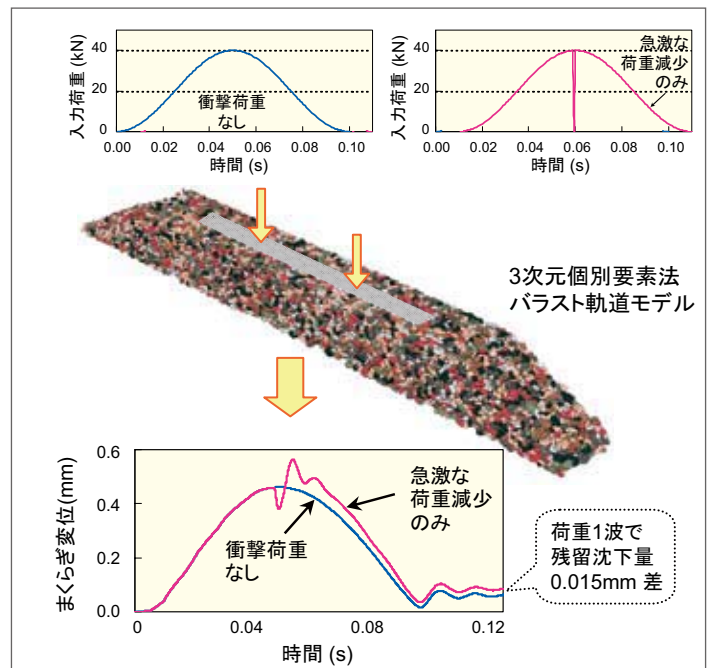 入力荷重 (kN)
40
20
0
衝撃荷重
なし
0.00 0.02 0.04 0.06 0.08 0.10
時間 (s)
入力荷重 (kN)
40
20
0
急激な
荷重減少
のみ
0.00 0.02 0.04 0.06 0.08 0.10
時間 (s)
3次元個別要素法
バラスト軌道モデル
まくらぎ変位(mm)
0.6
0.4
0.2
0.0
急激な
荷重減少
のみ
衝撃荷重
なし
0 0.04 0.08 0.12
時間 (s)
荷重1波で
残留沈下量
0.015mm 差